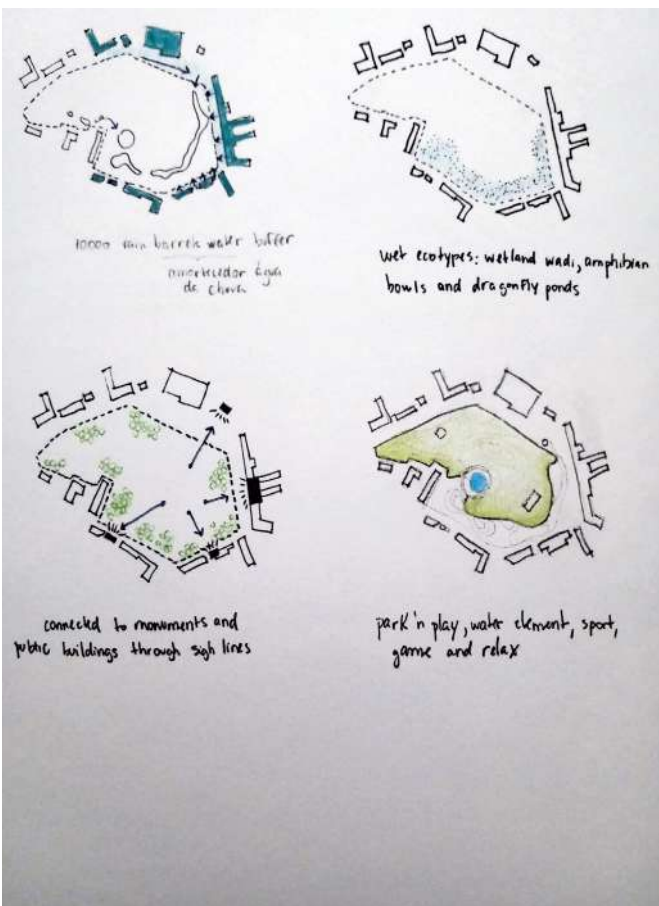 10000 rain barrels water buffer
amortecedor água
de chuva
wet ecotypes: wetland wadi, amphibian
bowls and dragonfly ponds
connected to monuments and
public buildings through sigh lines
park'n play, water element, sport,
game and relax